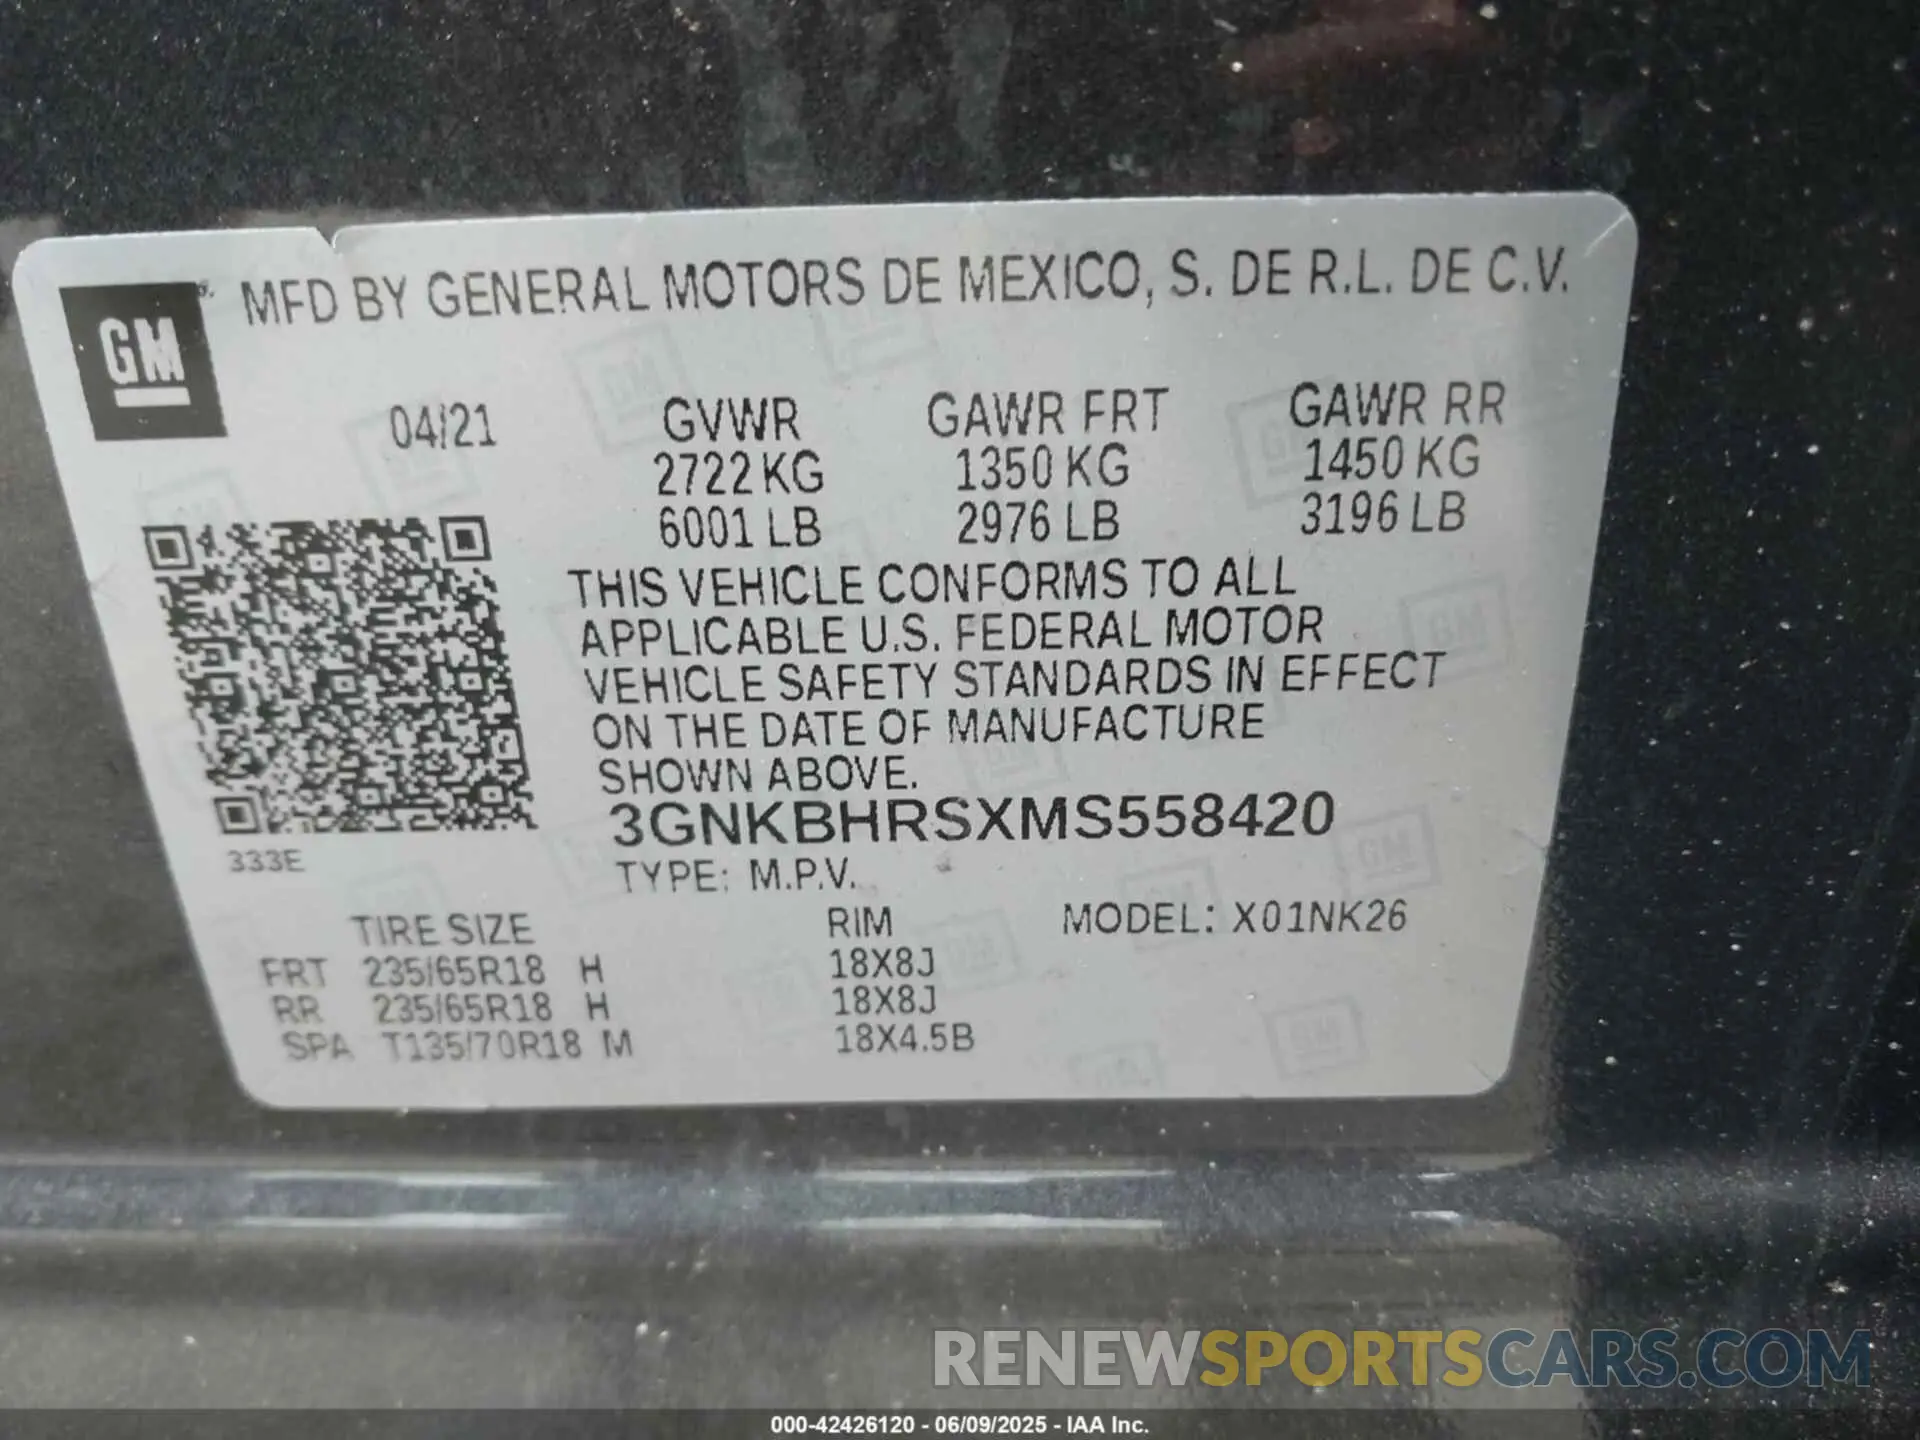 MFD BY GENERAL MOTORS DE MEXICO, S. DE R.L. DE C.V.
GM
04/21
GVWR GAWR FRT GAWR RR
2722 KG 1350 KG 1450 KG
6001 LB 2976 LB 3196 LB
THIS VEHICLE CONFORMS TO ALL
APPLICABLE U.S. FEDERAL MOTOR
VEHICLE SAFETY STANDARDS IN EFFECT
ON THE DATE OF MANUFACTURE
SHOWN ABOVE.
3GNKBHRSXMS558420
333E
TYPE: M.P.V.
TIRE SIZE RIM MODEL: X01NK26
FRT 235/65R18 H 18X8J
RR 235/65R18 H 18X8J
SPA T135/70R18 M 18X4.5B
RENEWSPORTSCARS.COM
000-42426120 - 06/09/2025 - IAA Inc.